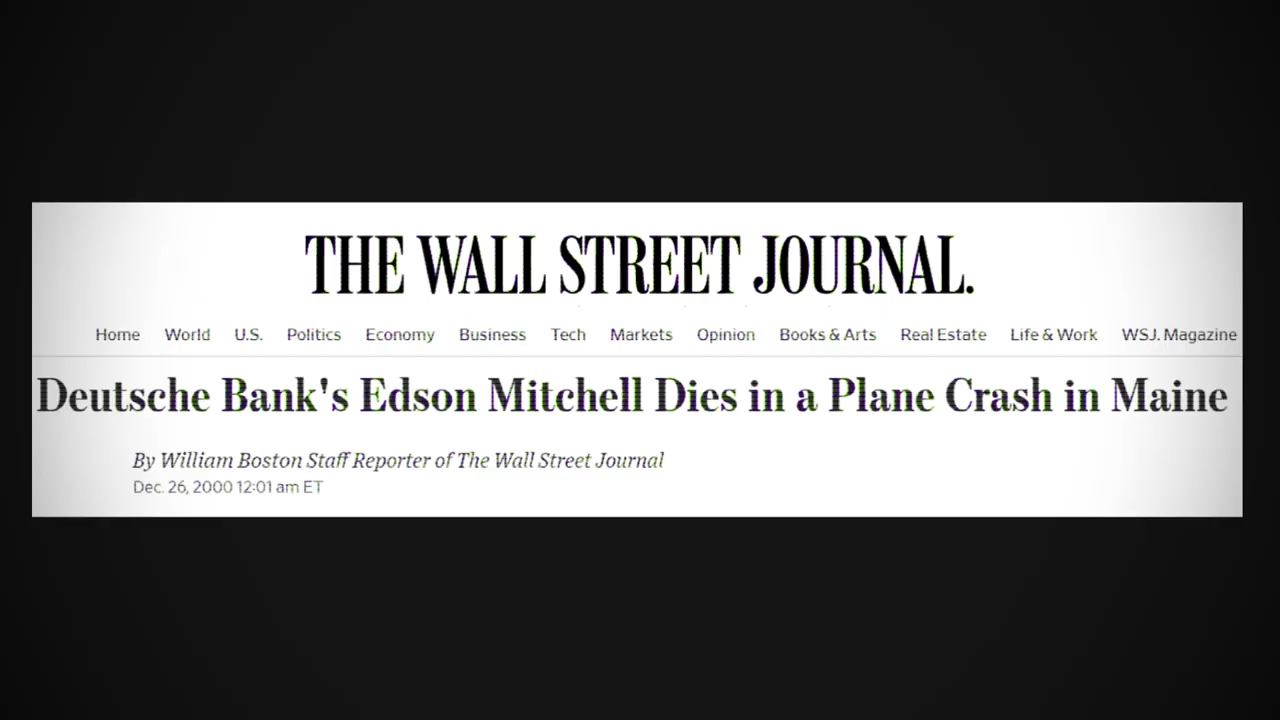 THE WALL STREET JOURNAL.
Home World U.S. Politics Economy Business Tech Markets Opinion Books & Arts Real Estate Life & Work WSJ. Magazine
Deutsche Bank's Edson Mitchell Dies in a Plane Crash in Maine
By William Boston Staff Reporter of The Wall Street Journal
Dec. 26, 2000 12:01 am ET